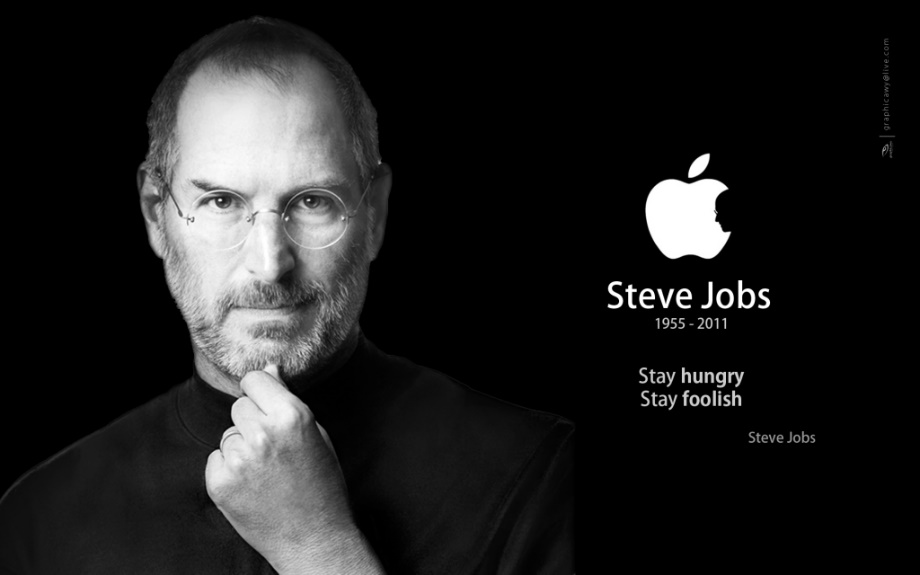 graphicawy@live.com
Steve Jobs
1955 - 2011
Stay hungry
Stay foolish
Steve Jobs